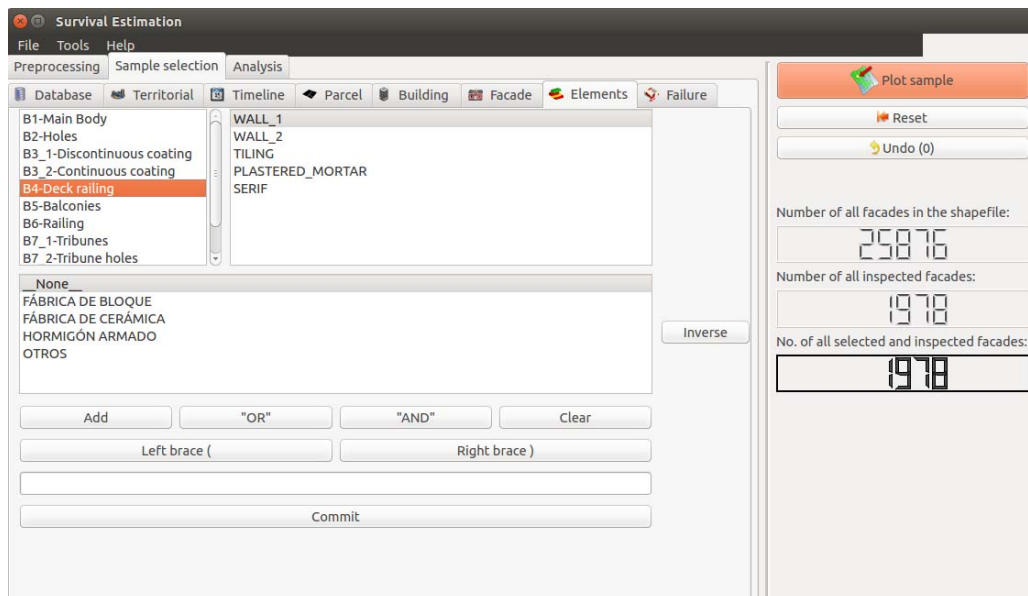 Survival Estimation
File Tools Help
Preprocessing Sample selection Analysis
Database Territorial Timeline Parcel Building Facade Elements Failure
B1-Main Body
B2-Holes
B3_1-Discontinuous coating
B3_2-Continuous coating
B4-Deck railing
B5-Balconies
B6-Railing
B7_1-Tribunes
B7_2-Tribune holes
WALL_1
WALL_2
TILING
PLASTERED_MORTAR
SERIF
__None__
FÁBRICA DE BLOQUE
FÁBRICA DE CERÁMICA
HORMIGÓN ARMADO
OTROS
Inverse
Add "OR" "AND" Clear
Left brace ( Right brace )
Commit
Plot sample
Reset
Undo (0)
Number of all facades in the shapefile:
25876
Number of all inspected facades:
1978
No. of all selected and inspected facades:
1978